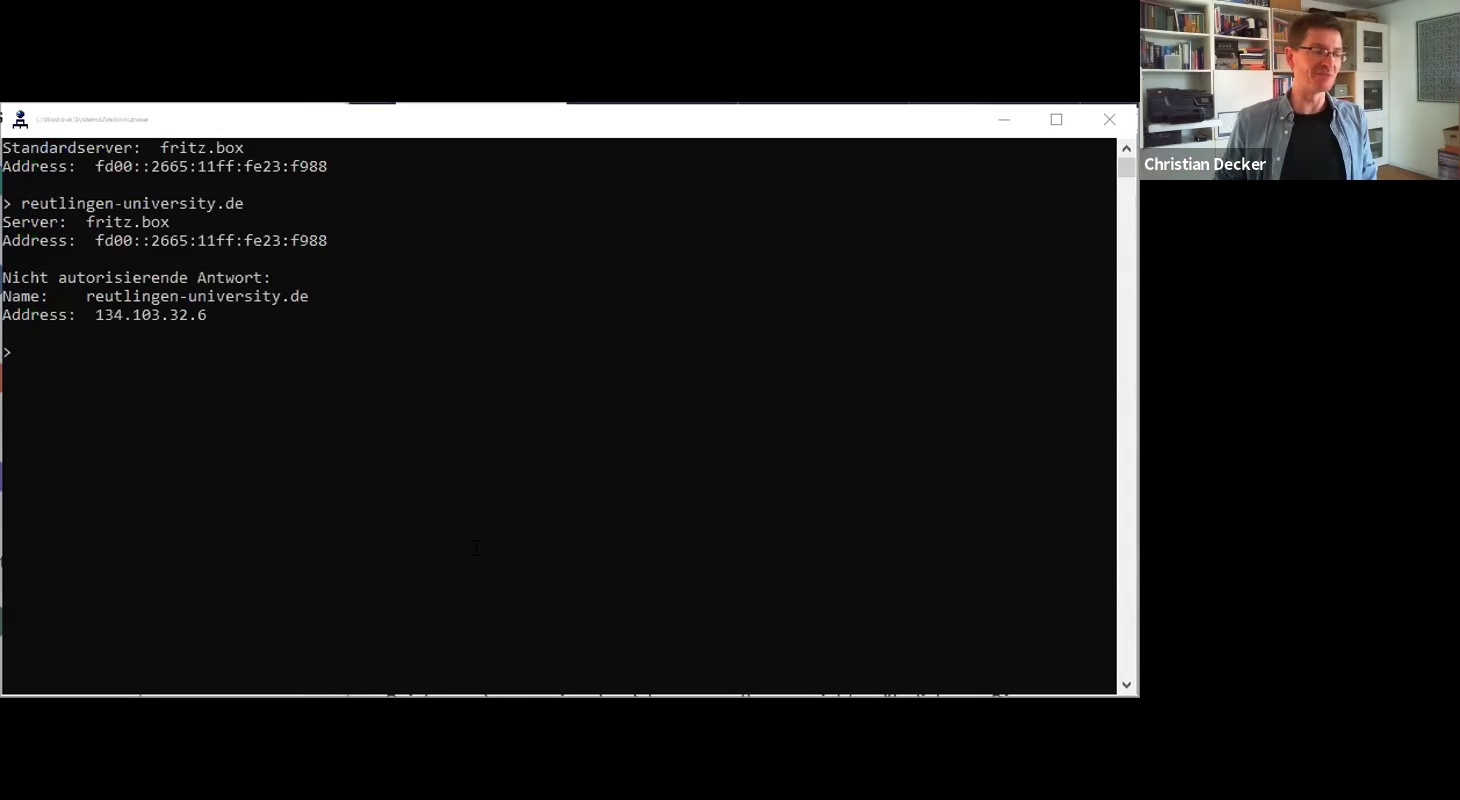 Standardserver:  fritz.box
Address:  fd00::2665:11ff:fe23:f988
> reutlingen-university.de
Server:  fritz.box
Address:  fd00::2665:11ff:fe23:f988
Nicht autorisierende Antwort:
Name:    reutlingen-university.de
Address:  134.103.32.6
>
Christian Decker